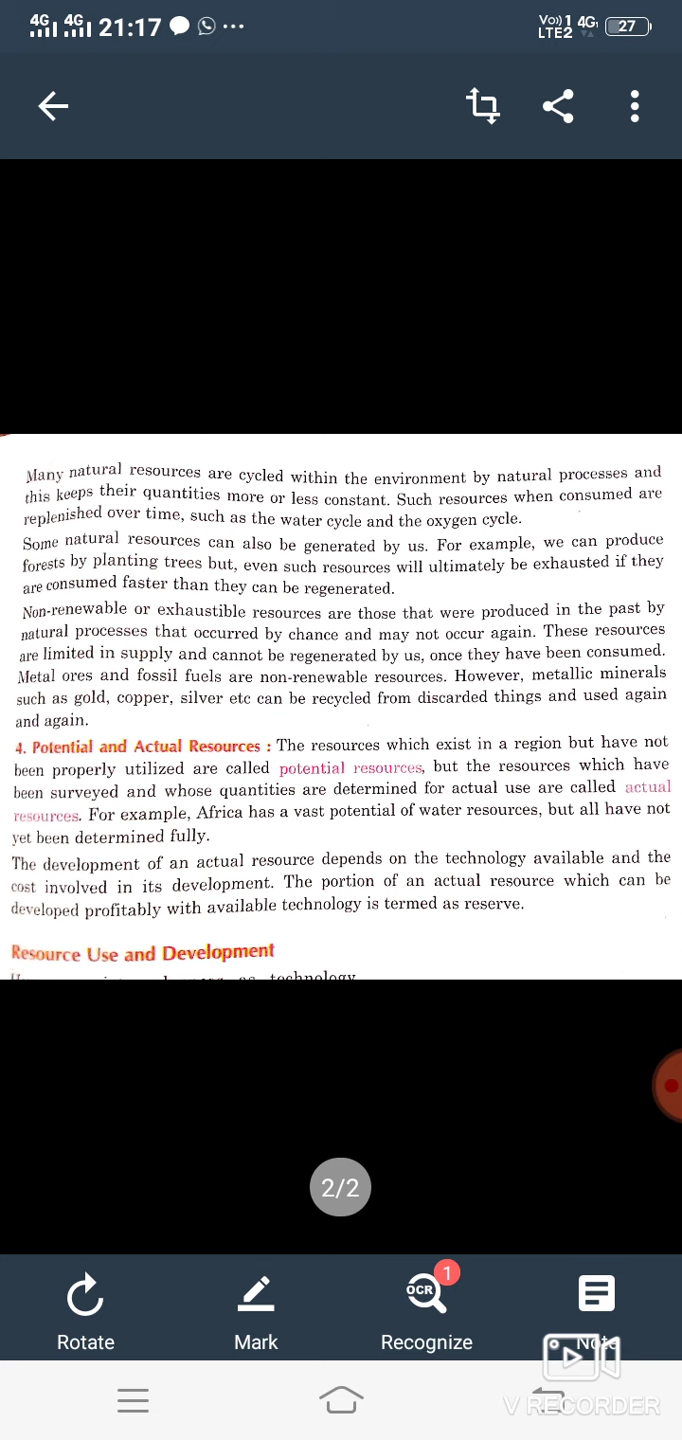 4G 4G 21:17 ... Vo)) 1 4G
LTE2 27
Many natural resources are cycled within the environment by natural processes and
this keeps their quantities more or less constant. Such resources when consumed are
replenished over time, such as the water cycle and the oxygen cycle.
Some natural resources can also be generated by us. For example, we can produce
forests by planting trees but, even such resources will ultimately be exhausted if they
are consumed faster than they can be regenerated.
Non-renewable or exhaustible resources are those that were produced in the past by
natural processes that occurred by chance and may not occur again. These resources
are limited in supply and cannot be regenerated by us, once they have been consumed.
Metal ores and fossil fuels are non-renewable resources. However, metallic minerals
such as gold, copper, silver etc can be recycled from discarded things and used again
and again.
4. Potential and Actual Resources : The resources which exist in a region but have not
been properly utilized are called potential resources, but the resources which have
been surveyed and whose quantities are determined for actual use are called actual
resources. For example, Africa has a vast potential of water resources, but all have not
yet been determined fully.
The development of an actual resource depends on the technology available and the
cost involved in its development. The portion of an actual resource which can be
developed profitably with available technology is termed as reserve.
Resource Use and Development
as technology
2/2
OCR 1
Rotate Mark Recognize Note
V RECORDER